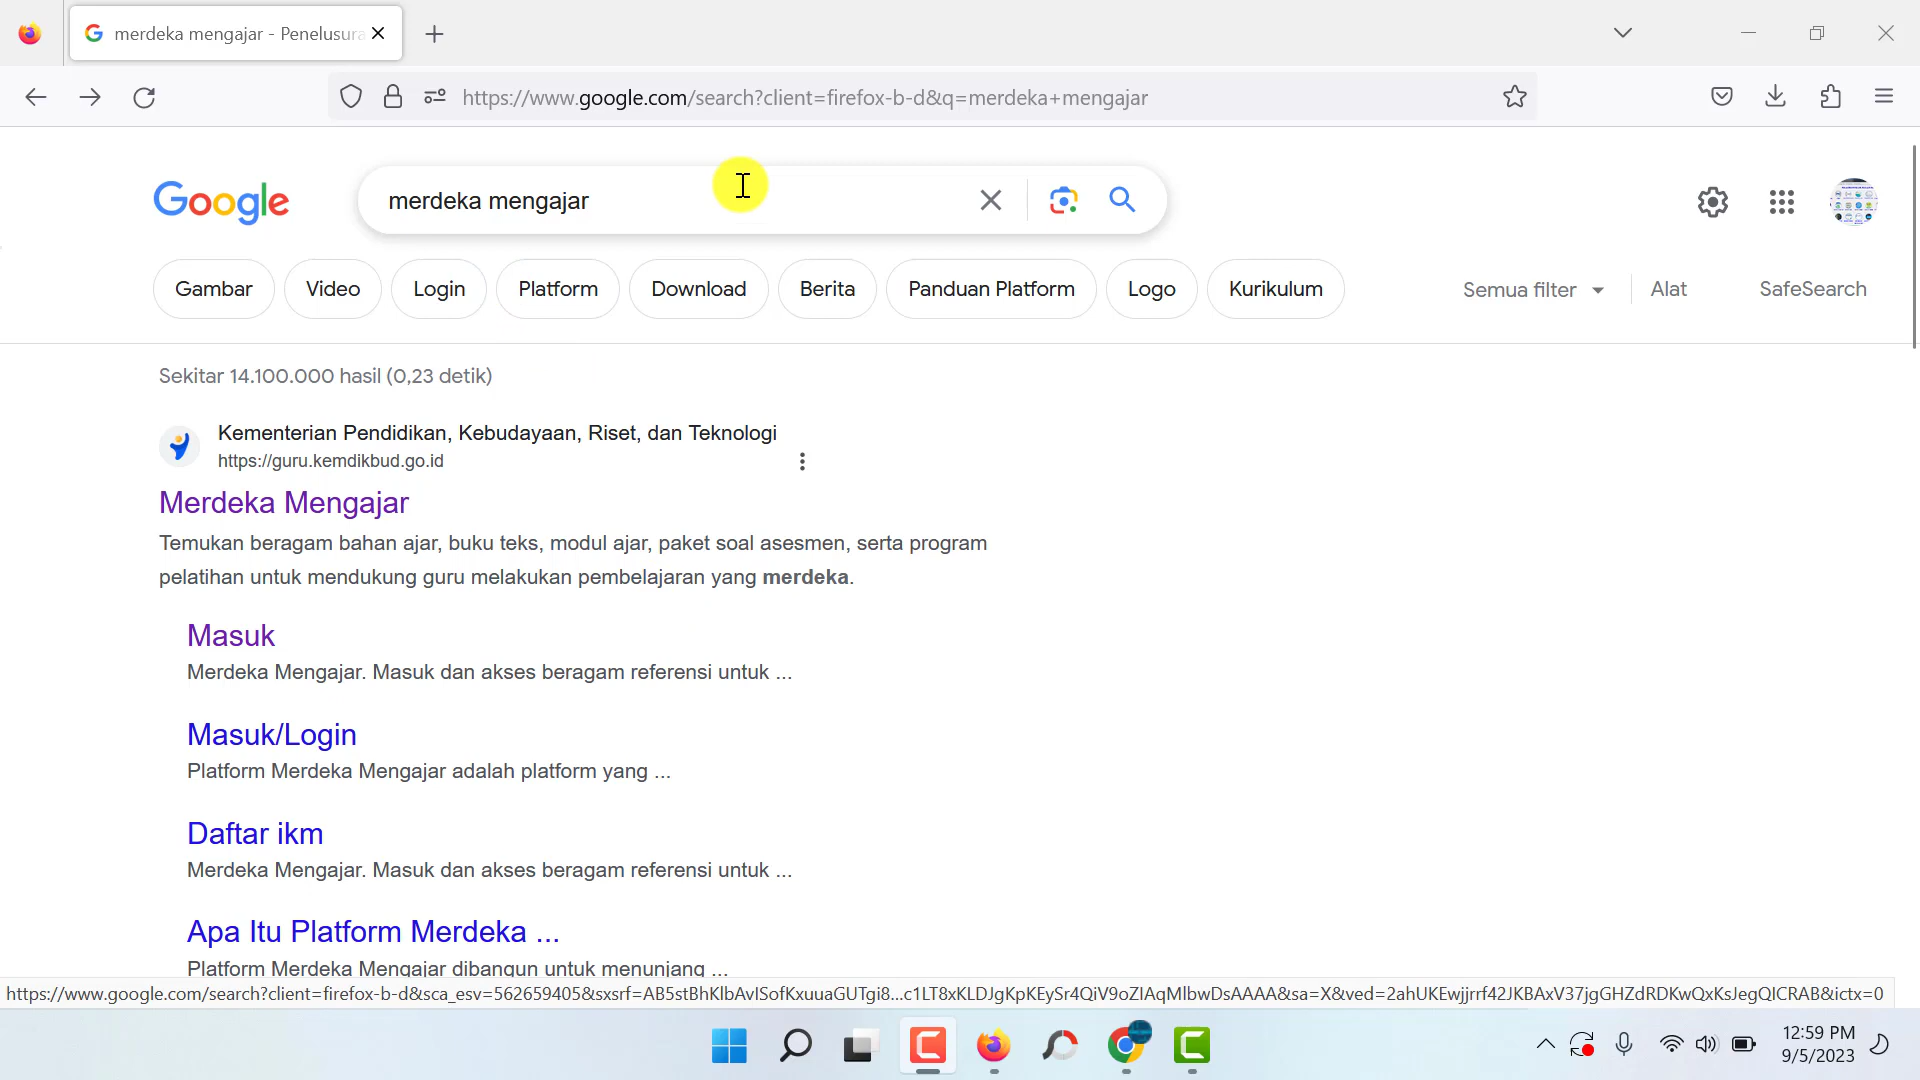 merdeka mengajar - Penelusura
https://www.google.com/search?client=firefox-b-d&q=merdeka+mengajar
Google
merdeka mengajar
Gambar
Video
Login
Platform
Download
Berita
Panduan Platform
Logo
Kurikulum
Semua filter
Alat
SafeSearch
Sekitar 14.100.000 hasil (0,23 detik)
Kementerian Pendidikan, Kebudayaan, Riset, dan Teknologi
https://guru.kemdikbud.go.id
Merdeka Mengajar
Temukan beragam bahan ajar, buku teks, modul ajar, paket soal asesmen, serta program
pelatihan untuk mendukung guru melakukan pembelajaran yang merdeka.
Masuk
Merdeka Mengajar. Masuk dan akses beragam referensi untuk ...
Masuk/Login
Platform Merdeka Mengajar adalah platform yang ...
Daftar ikm
Merdeka Mengajar. Masuk dan akses beragam referensi untuk ...
Apa Itu Platform Merdeka ...
Platform Merdeka Mengajar dibangun untuk menunjang ...
https://www.google.com/search?client=firefox-b-d&sca_esv=562659405&sxsrf=AB5stBhKlbAvISofKxuuaGUTgi8...c1LT8xKLDJgKpKEySr4QiV9oZIAqMlbwDsAAAA&sa=X&ved=2ahUKEwjjrrf42JKBAxV37jgGHZdRDKwQxKsJegQICRAB&ictx=0
12:59 PM
9/5/2023